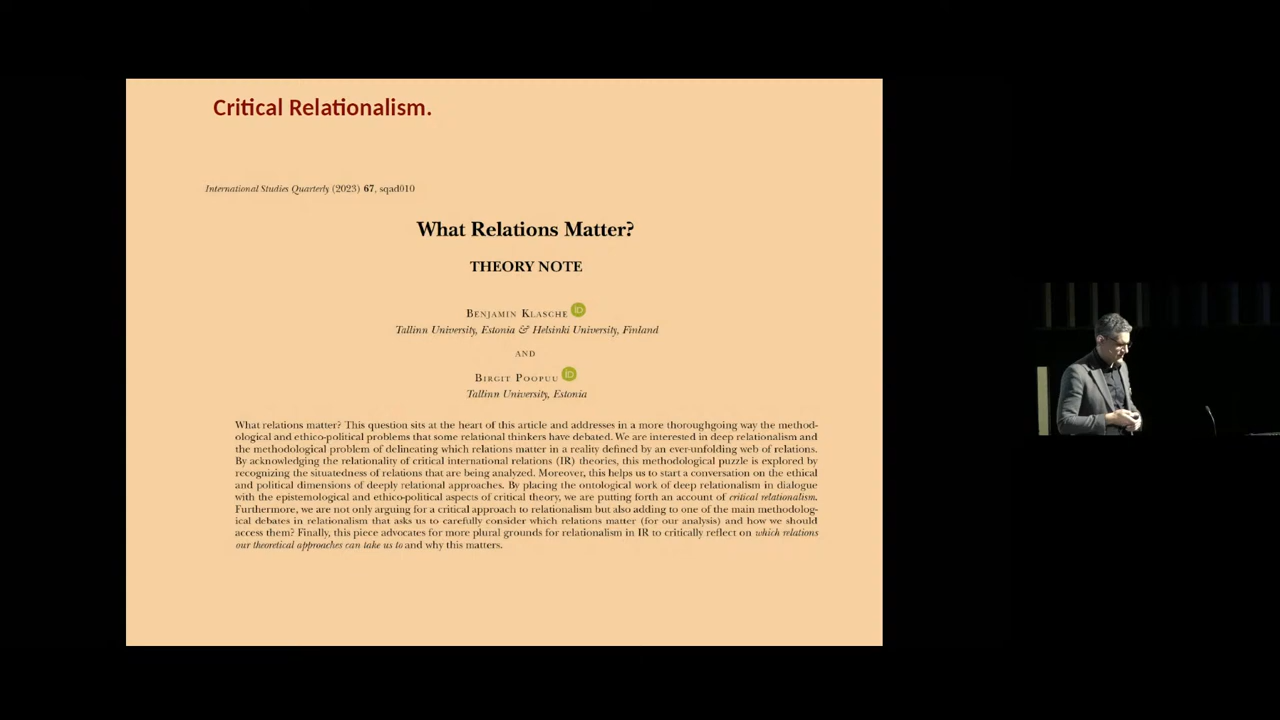 Critical Relationalism.
International Studies Quarterly (2023) 67, sqad010
What Relations Matter?
THEORY NOTE
BENJAMIN KLASCHE iD
Tallinn University, Estonia & Helsinki University, Finland
AND
BIRGIT POOPUU iD
Tallinn University, Estonia
What relations matter? This question sits at the heart of this article and addresses in a more thoroughgoing way the method-
ological and ethico-political problems that some relational thinkers have debated. We are interested in deep relationalism and
the methodological problem of delineating which relations matter in a reality defined by an ever-unfolding web of relations.
By acknowledging the relationality of critical international relations (IR) theories, this methodological puzzle is explored by
recognizing the situatedness of relations that are being analyzed. Moreover, this helps us to start a conversation on the ethical
and political dimensions of deeply relational approaches. By placing the ontological work of deep relationalism in dialogue
with the epistemological and ethico-political aspects of critical theory, we are putting forth an account of critical relationalism.
Furthermore, we are not only arguing for a critical approach to relationalism but also adding to one of the main methodolog-
ical debates in relationalism that asks us to carefully consider which relations matter (for our analysis) and how we should
access them? Finally, this piece advocates for more plural grounds for relationalism in IR to critically reflect on which relations
our theoretical approaches can take us to and why this matters.